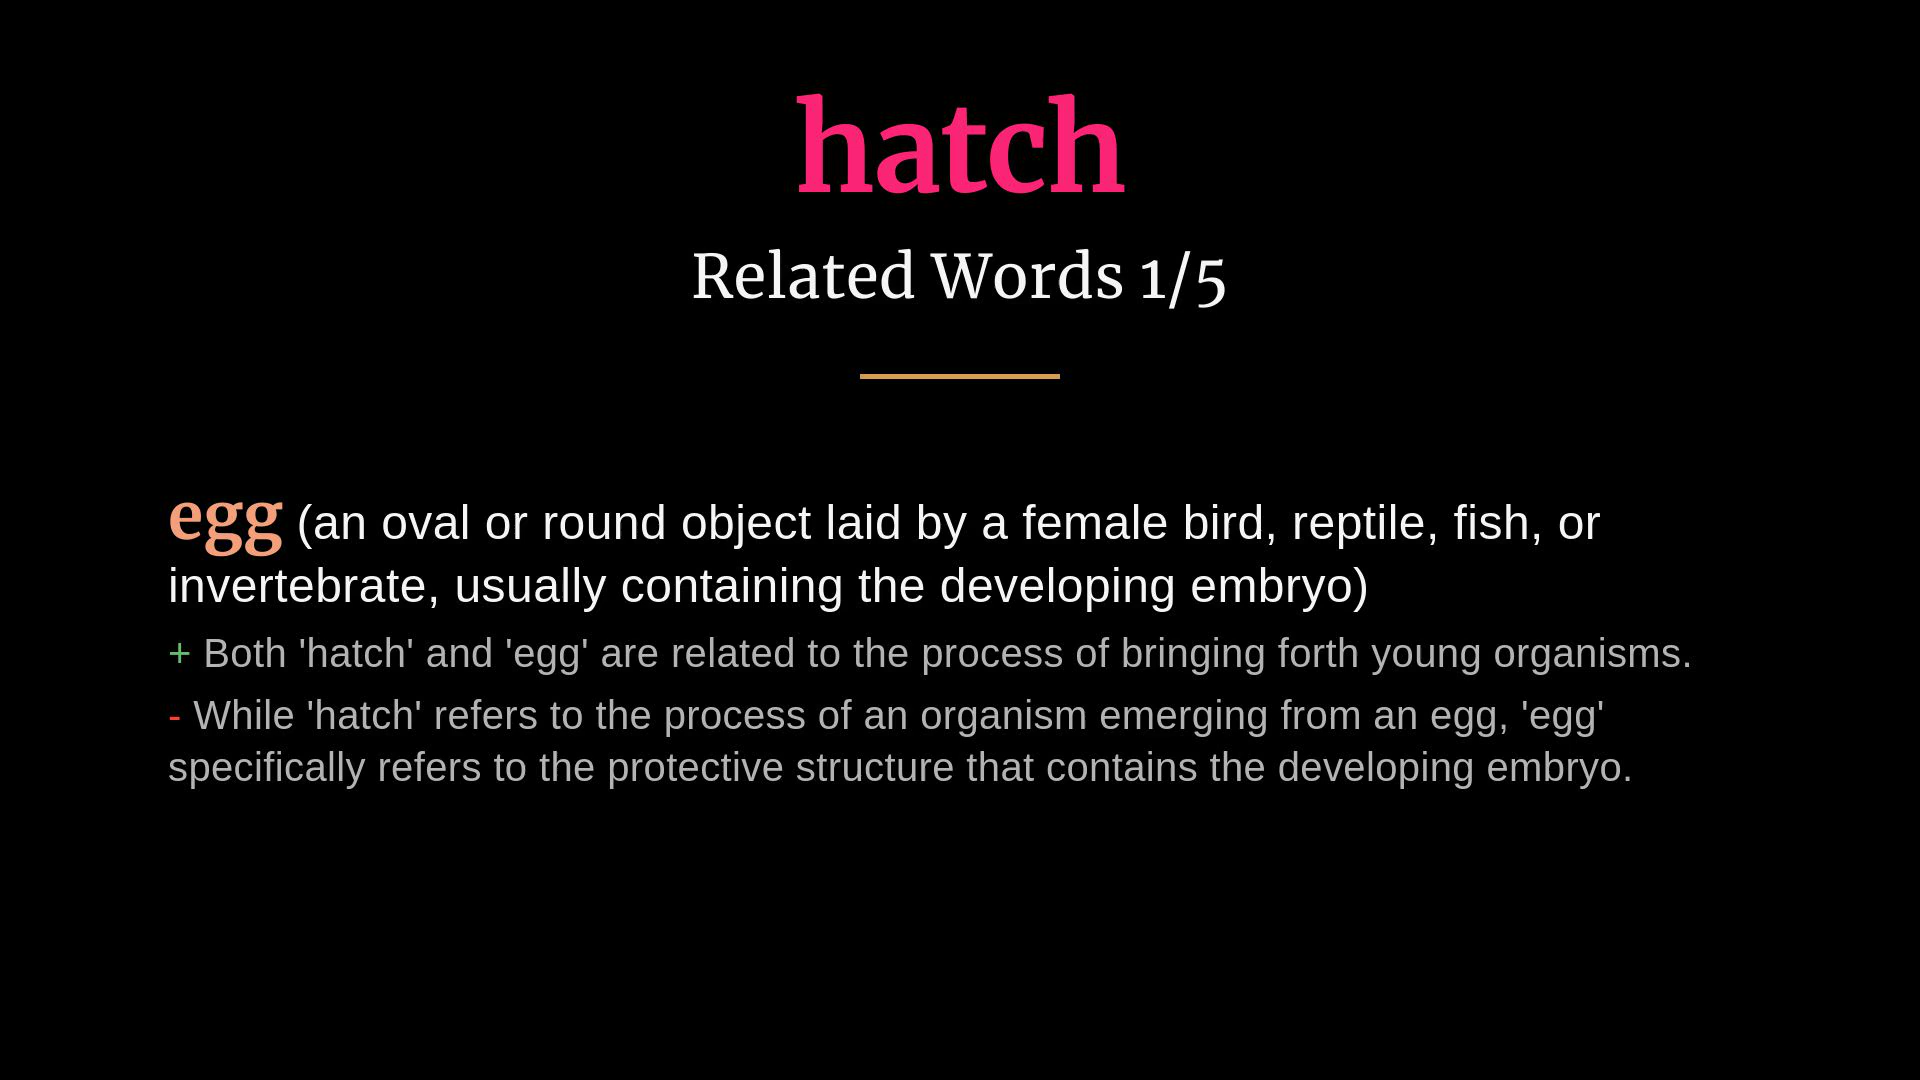 hatch
Related Words 1/5
egg (an oval or round object laid by a female bird, reptile, fish, or
invertebrate, usually containing the developing embryo)
+ Both 'hatch' and 'egg' are related to the process of bringing forth young organisms.
- While 'hatch' refers to the process of an organism emerging from an egg, 'egg'
specifically refers to the protective structure that contains the developing embryo.